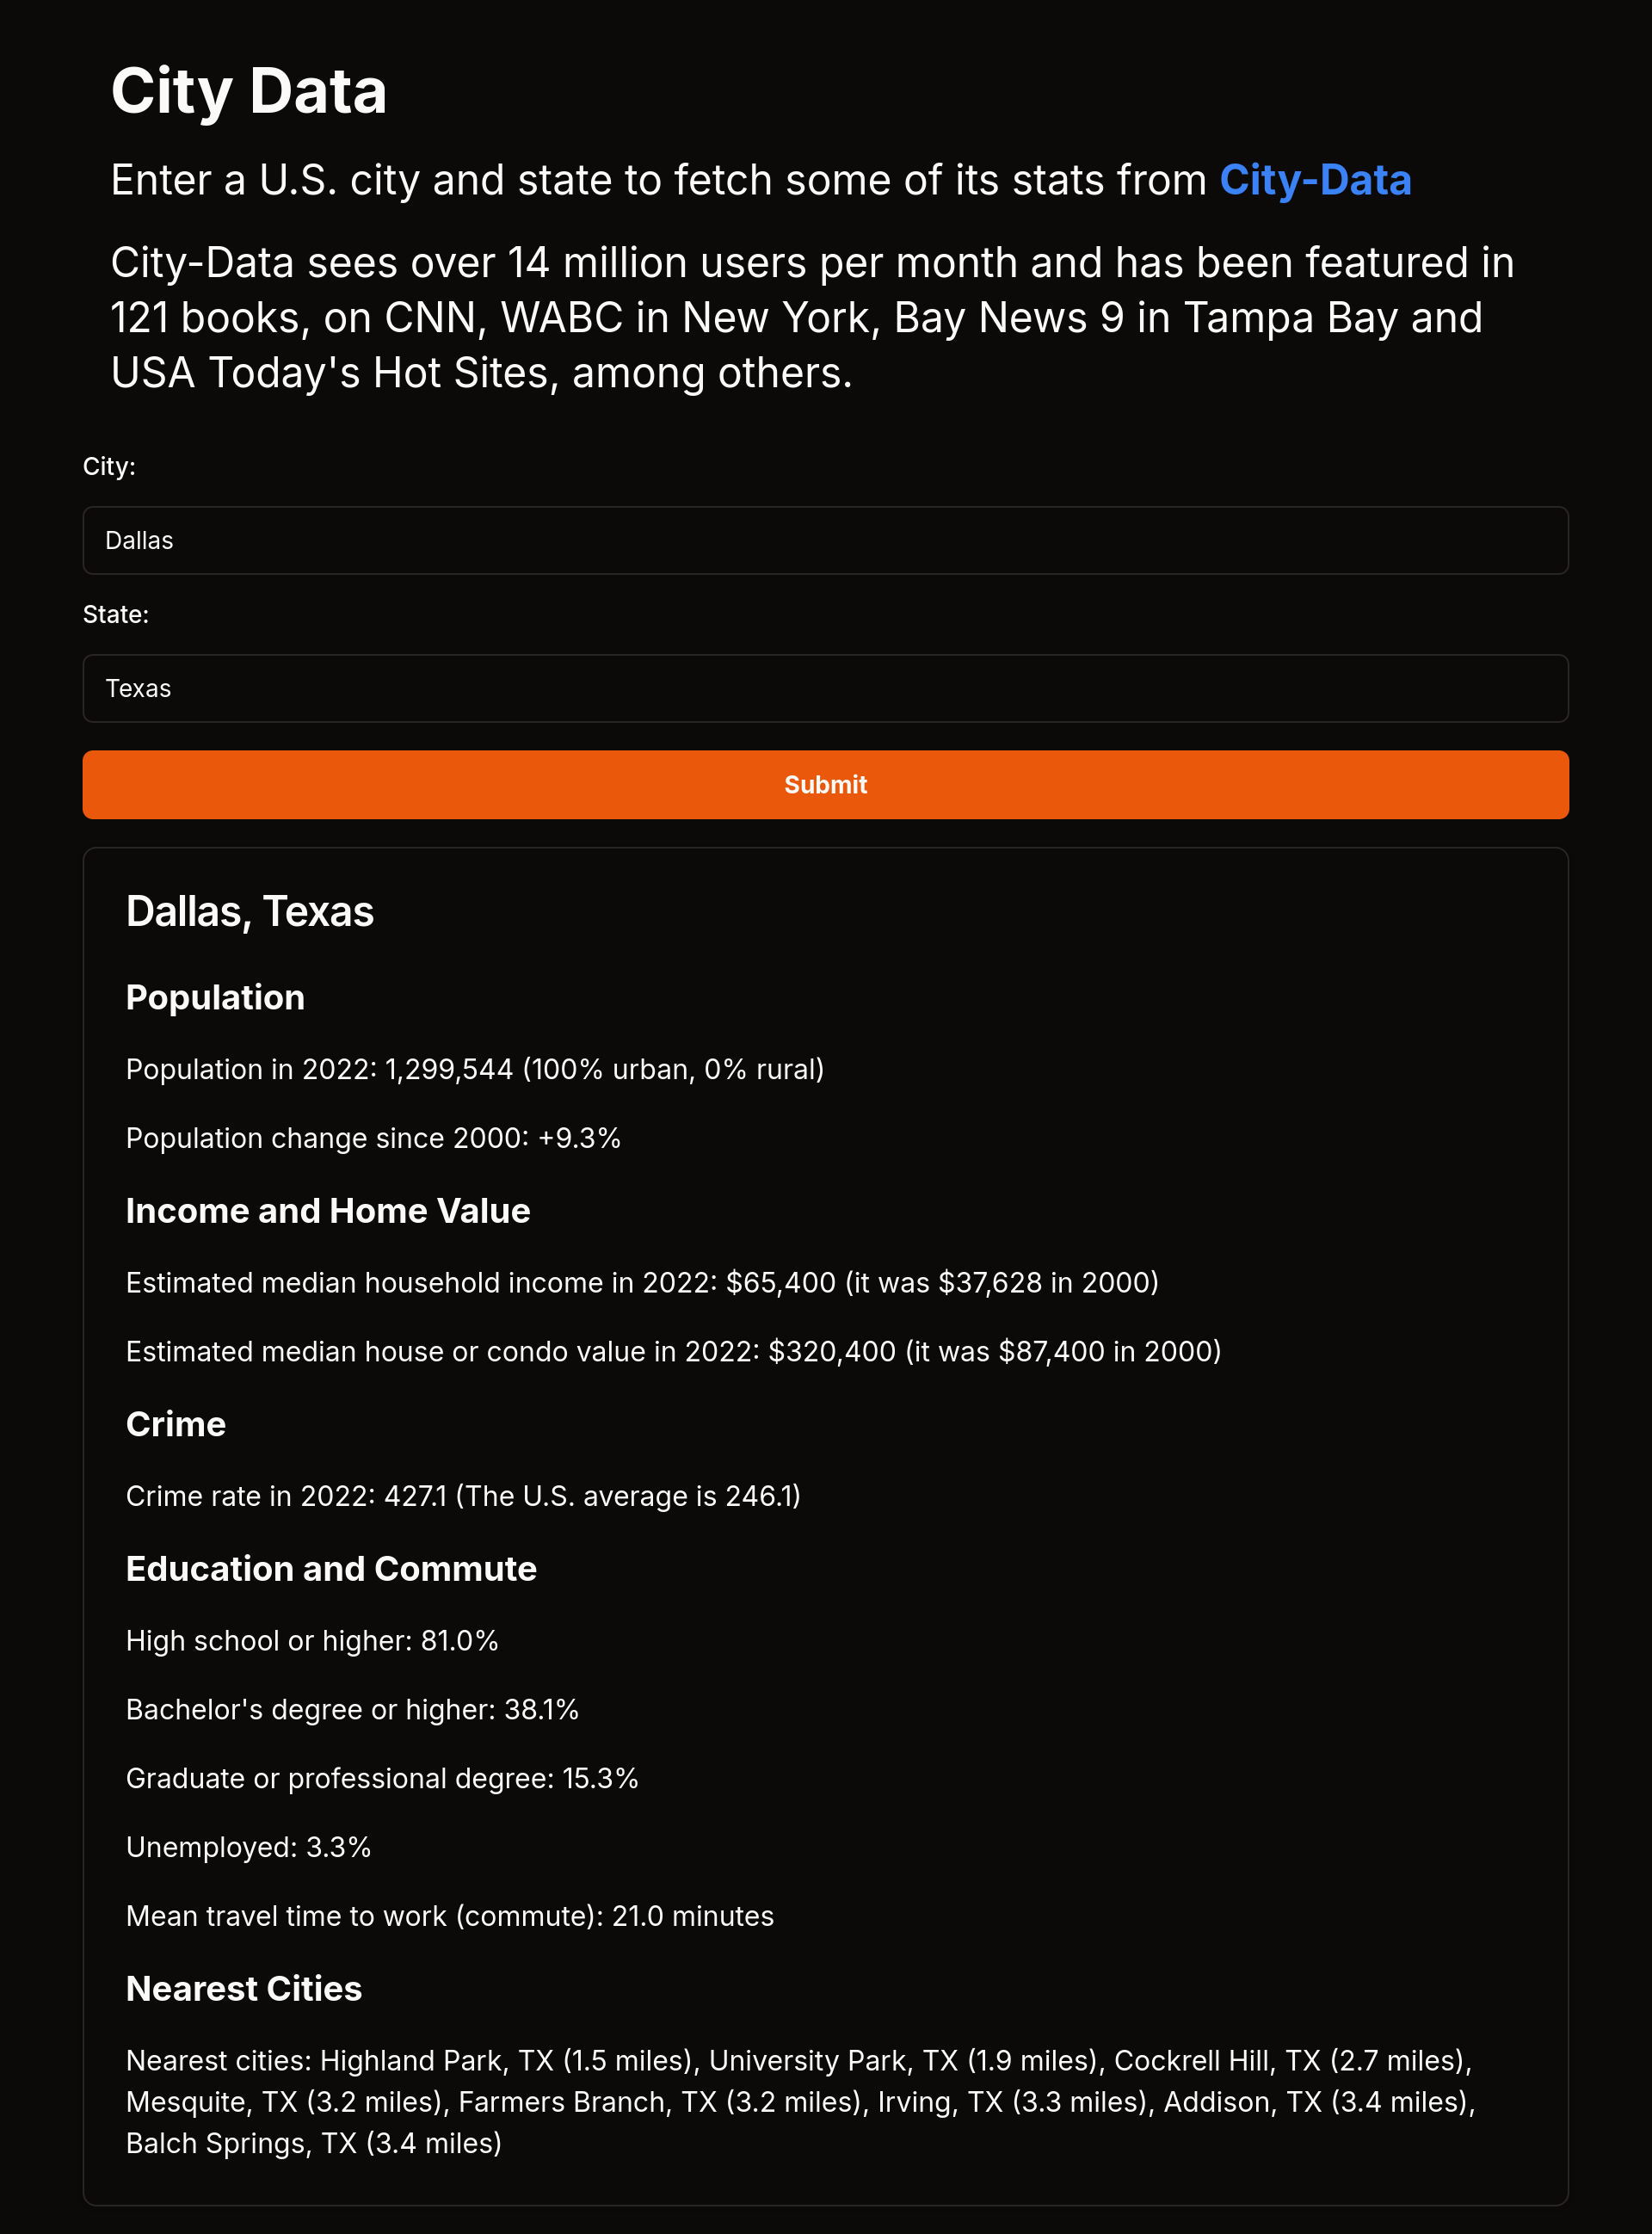 City Data
Enter a U.S. city and state to fetch some of its stats from City-Data
City-Data sees over 14 million users per month and has been featured in
121 books, on CNN, WABC in New York, Bay News 9 in Tampa Bay and
USA Today's Hot Sites, among others.
City:
Dallas
State:
Texas
Submit
Dallas, Texas
Population
Population in 2022: 1,299,544 (100% urban, 0% rural)
Population change since 2000: +9.3%
Income and Home Value
Estimated median household income in 2022: $65,400 (it was $37,628 in 2000)
Estimated median house or condo value in 2022: $320,400 (it was $87,400 in 2000)
Crime
Crime rate in 2022: 427.1 (The U.S. average is 246.1)
Education and Commute
High school or higher: 81.0%
Bachelor's degree or higher: 38.1%
Graduate or professional degree: 15.3%
Unemployed: 3.3%
Mean travel time to work (commute): 21.0 minutes
Nearest Cities
Nearest cities: Highland Park, TX (1.5 miles), University Park, TX (1.9 miles), Cockrell Hill, TX (2.7 miles),
Mesquite, TX (3.2 miles), Farmers Branch, TX (3.2 miles), Irving, TX (3.3 miles), Addison, TX (3.4 miles),
Balch Springs, TX (3.4 miles)